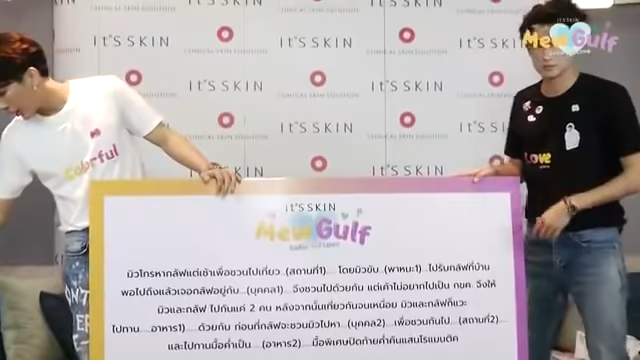 It'S SKIN
CLINICAL SKIN SOLUTION
It'S SKIN
It'S SKIN
It'S SKIN
CLINICAL SKIN SOLUTION
It'S SKIN
It'S SKIN
It'S SKIN
It'S SKIN
It'S SKIN
MewGulf
Colorful
Love
It'S SKIN
MewGulf
มิวโทรหากลัฟแต่เช้าเพื่อชวนไปเที่ยว...(สถานที่1).... โดยมิวขับ...(พาหนะ1)....ไปรับกลัฟที่บ้าน
พอไปถึงแล้วเจอกลัฟอยู่กับ....(บุคคล1).....จึงชวนไปด้วยกัน แต่เค้าไม่อยากไปเป็น กขค. จึงให้
มิวและกลัฟ ไปกันแค่ 2 คน หลังจากนั้นเที่ยวกันจนเหนื่อย มิวและกลัฟก็แวะ
ไปทาน....อาหาร1).... ด้วยกัน ก่อนที่กลัฟจะชวนมิวไปหา...(บุคคล2)....เพื่อชวนกันไป....(สถานที่2)....
และไปทานมื้อค่ำเป็น.....(อาหาร2).....มื้อพิเศษปิดท้ายค่ำคืนแสนโรแมนติค